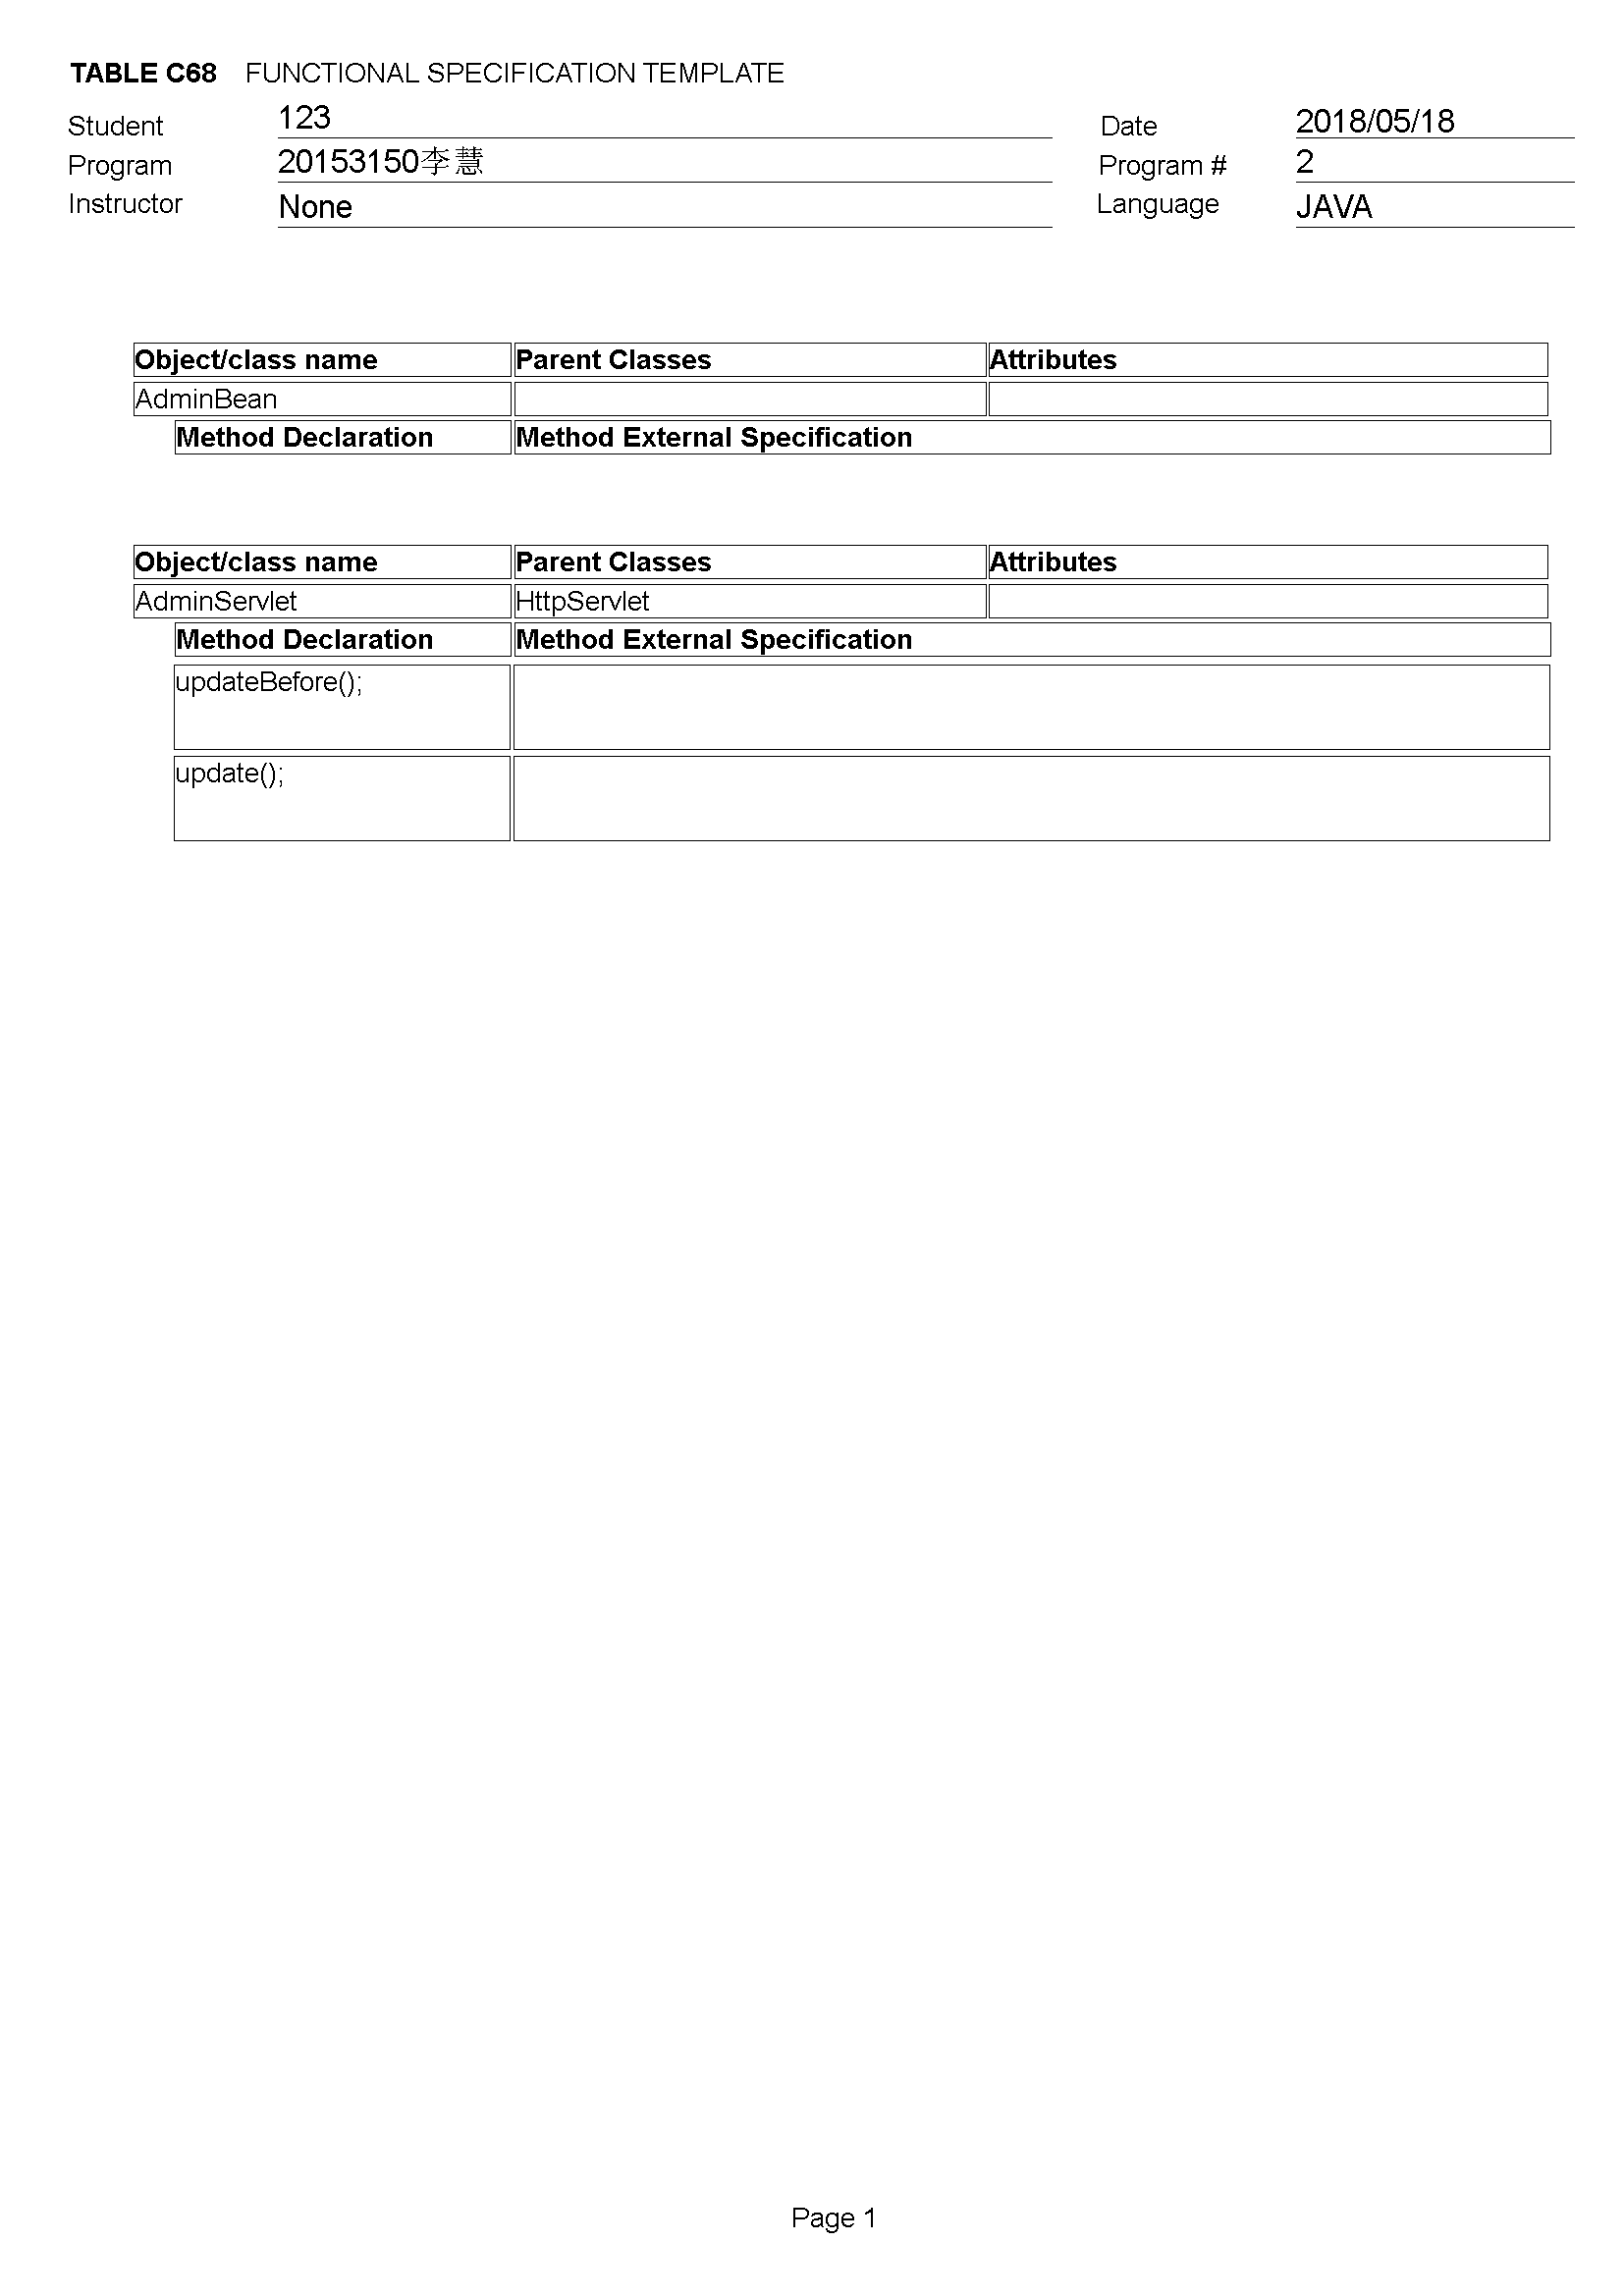 TABLE C68 FUNCTIONAL SPECIFICATION TEMPLATE
Student 123 Date 2018/05/18
Program 20153150李慧 Program # 2
Instructor None Language JAVA
Object/class name Parent Classes Attributes
AdminBean
Method Declaration Method External Specification
Object/class name Parent Classes Attributes
AdminServlet HttpServlet
Method Declaration Method External Specification
updateBefore();
update();
Page 1